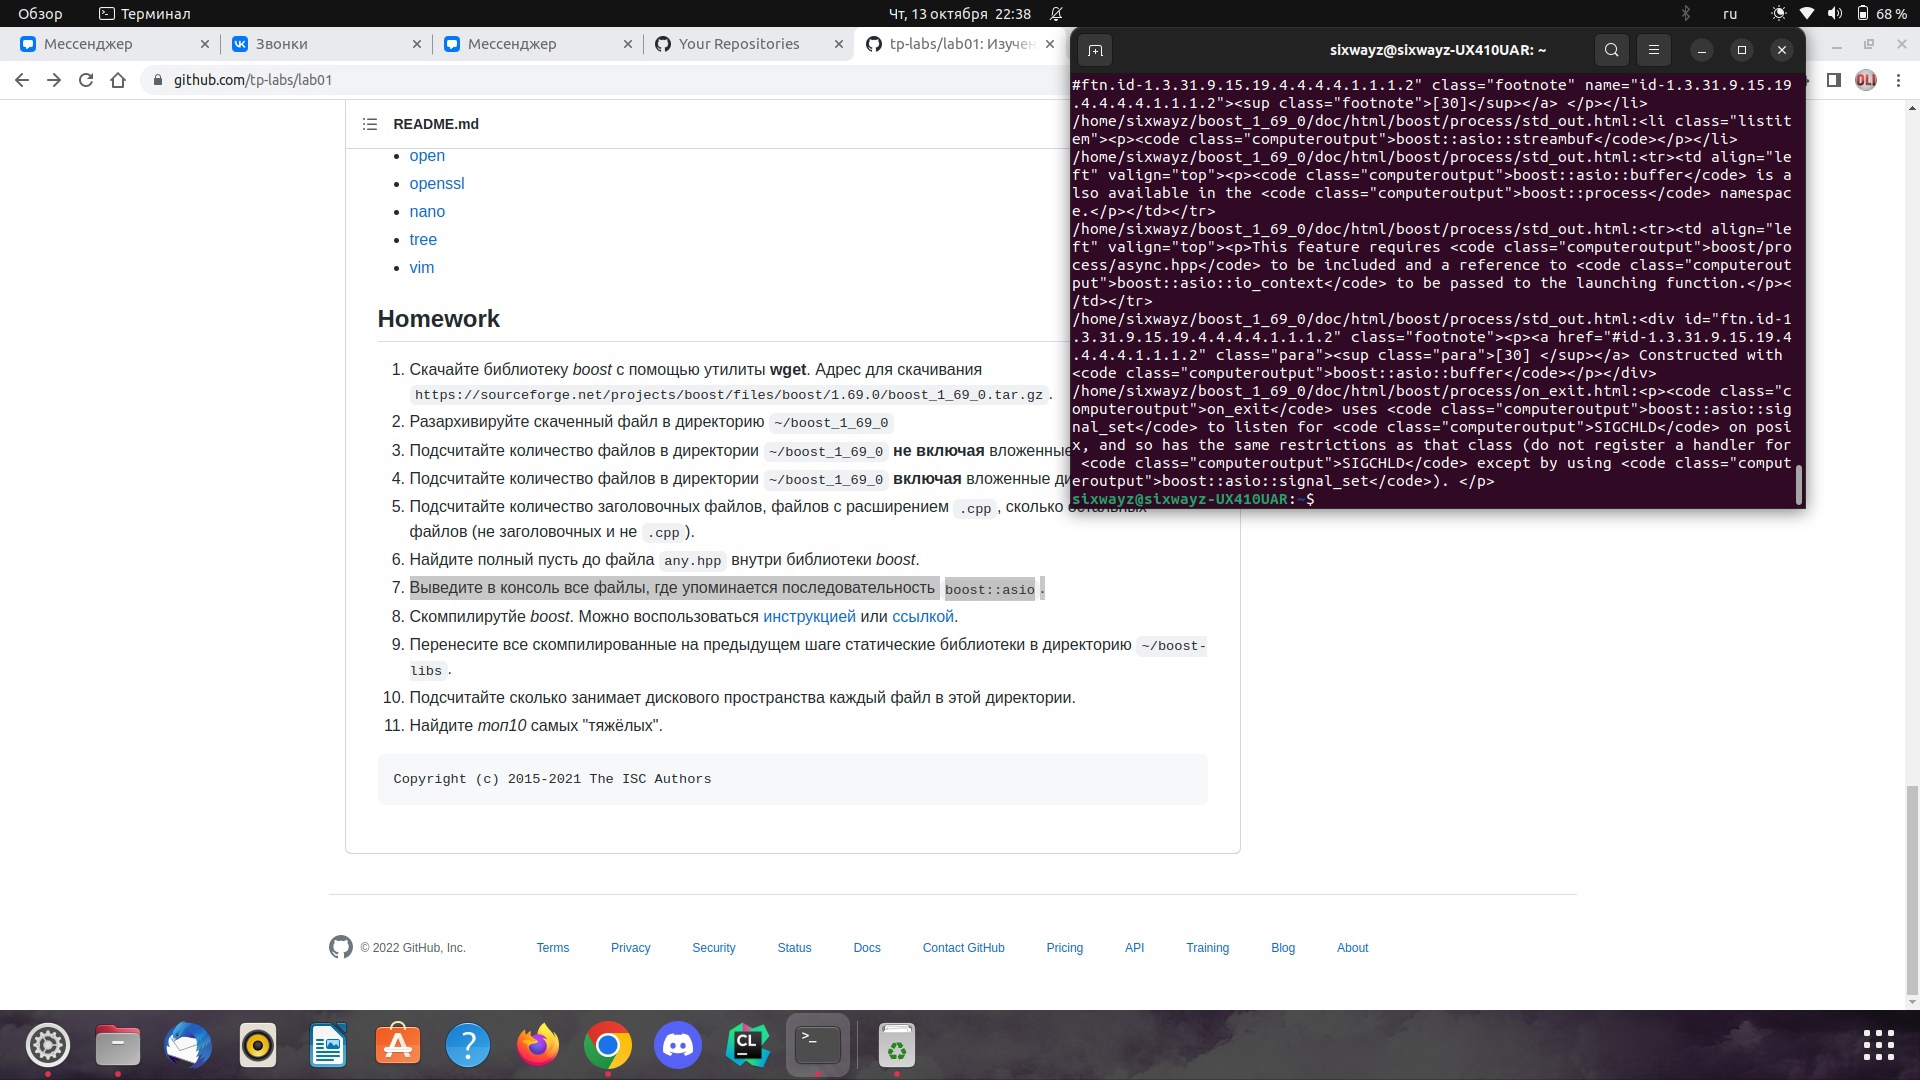 Обзор
Терминал
Чт, 13 октября 22:38
ru
68 %
Мессенджер
Звонки
Мессенджер
Your Repositories
tp-labs/lab01: Изучен
github.com/tp-labs/lab01
README.md
open
openssl
nano
tree
vim
Homework
1. Скачайте библиотеку boost с помощью утилиты wget. Адрес для скачивания
https://sourceforge.net/projects/boost/files/boost/1.69.0/boost_1_69_0.tar.gz .
2. Разархивируйте скаченный файл в директорию ~/boost_1_69_0
3. Подсчитайте количество файлов в директории ~/boost_1_69_0 не включая вложенные
4. Подсчитайте количество файлов в директории ~/boost_1_69_0 включая вложенные ди
5. Подсчитайте количество заголовочных файлов, файлов с расширением .cpp, сколько остальных
файлов (не заголовочных и не .cpp ).
6. Найдите полный пусть до файла any.hpp внутри библиотеки boost.
7. Выведите в консоль все файлы, где упоминается последовательность boost::asio .
8. Скомпилирутйе boost. Можно воспользоваться инструкцией или ссылкой.
9. Перенесите все скомпилированные на предыдущем шаге статические библиотеки в директорию ~/boost-
libs .
10. Подсчитайте сколько занимает дискового пространства каждый файл в этой директории.
11. Найдите топ10 самых "тяжёлых".
Copyright (c) 2015-2021 The ISC Authors
© 2022 GitHub, Inc.
Terms
Privacy
Security
Status
Docs
Contact GitHub
Pricing
API
Training
Blog
About
sixwayz@sixwayz-UX410UAR: ~
#ftn.id-1.3.31.9.15.19.4.4.4.4.1.1.1.2" class="footnote" name="id-1.3.31.9.15.19
.4.4.4.4.1.1.1.2"><sup class="footnote">[30]</sup></a> </p></li>
/home/sixwayz/boost_1_69_0/doc/html/boost/process/std_out.html:<li class="listit
em"><p><code class="computeroutput">boost::asio::streambuf</code></p></li>
/home/sixwayz/boost_1_69_0/doc/html/boost/process/std_out.html:<tr><td align="le
ft" valign="top"><p><code class="computeroutput">boost::asio::buffer</code> is a
lso available in the <code class="computeroutput">boost::process</code> namespac
e.</p></td></tr>
/home/sixwayz/boost_1_69_0/doc/html/boost/process/std_out.html:<tr><td align="le
ft" valign="top"><p>This feature requires <code class="computeroutput">boost/pro
cess/async.hpp</code> to be included and a reference to <code class="computerout
put">boost::asio::io_context</code> to be passed to the launching function.</p><
/td></tr>
/home/sixwayz/boost_1_69_0/doc/html/boost/process/std_out.html:<div id="ftn.id-1
.3.31.9.15.19.4.4.4.4.1.1.1.2" class="footnote"><p><a href="#id-1.3.31.9.15.19.4
.4.4.4.1.1.1.2" class="para"><sup class="para">[30] </sup></a> Constructed with
<code class="computeroutput">boost::asio::buffer</code></p></div>
/home/sixwayz/boost_1_69_0/doc/html/boost/process/on_exit.html:<p><code class="c
omputeroutput">on_exit</code> uses <code class="computeroutput">boost::asio::sig
nal_set</code> to listen for <code class="computeroutput">SIGCHLD</code> on posi
x, and so has the same restrictions as that class (do not register a handler for
<code class="computeroutput">SIGCHLD</code> except by using <code class="comput
eroutput">boost::asio::signal_set</code>). </p>
sixwayz@sixwayz-UX410UAR:~$
CL